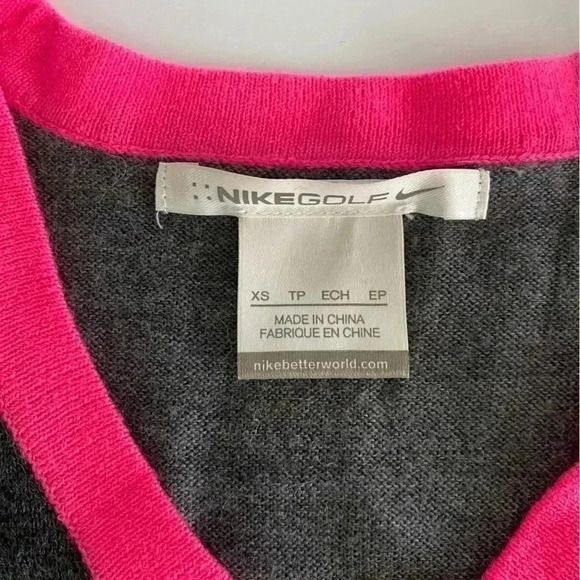 NIKEGOLF
XS TP ECH EP
MADE IN CHINA
FABRIQUE EN CHINE
nikebetterworld.com